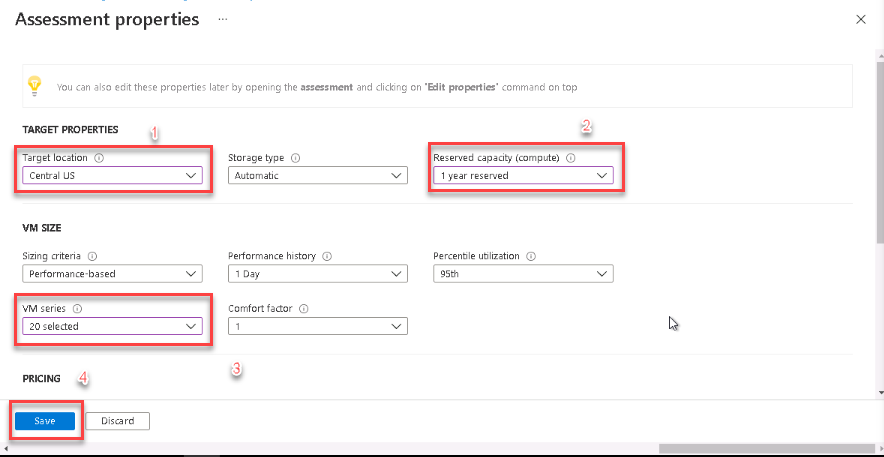 Assessment properties ...
You can also edit these properties later by opening the assessment and clicking on 'Edit properties' command on top
TARGET PROPERTIES
1
2
Target location
Storage type
Reserved capacity (compute)
Central US
Automatic
1 year reserved
VM SIZE
Sizing criteria
Performance history
Percentile utilization
Performance-based
1 Day
95th
VM series
Comfort factor
20 selected
1
PRICING
4
3
Save
Discard